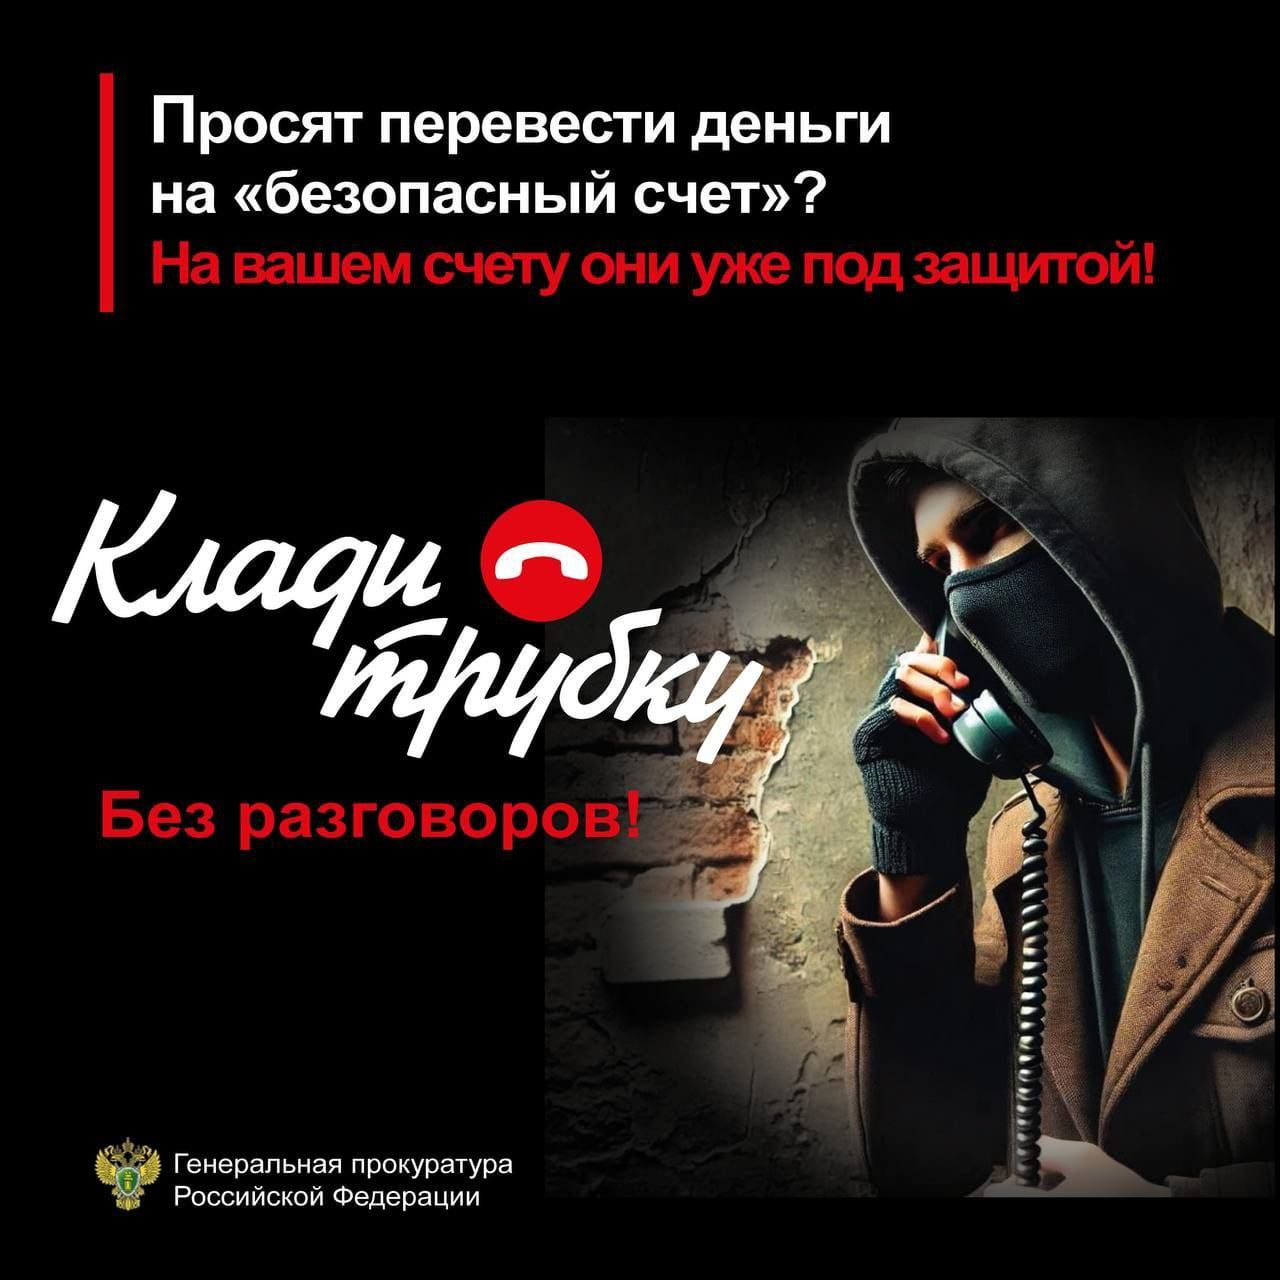 Просят перевести деньги
на «безопасный счет»?
На вашем счету они уже под защитой!
Клади
трубку
Без разговоров!
Генеральная прокуратура
Российской Федерации